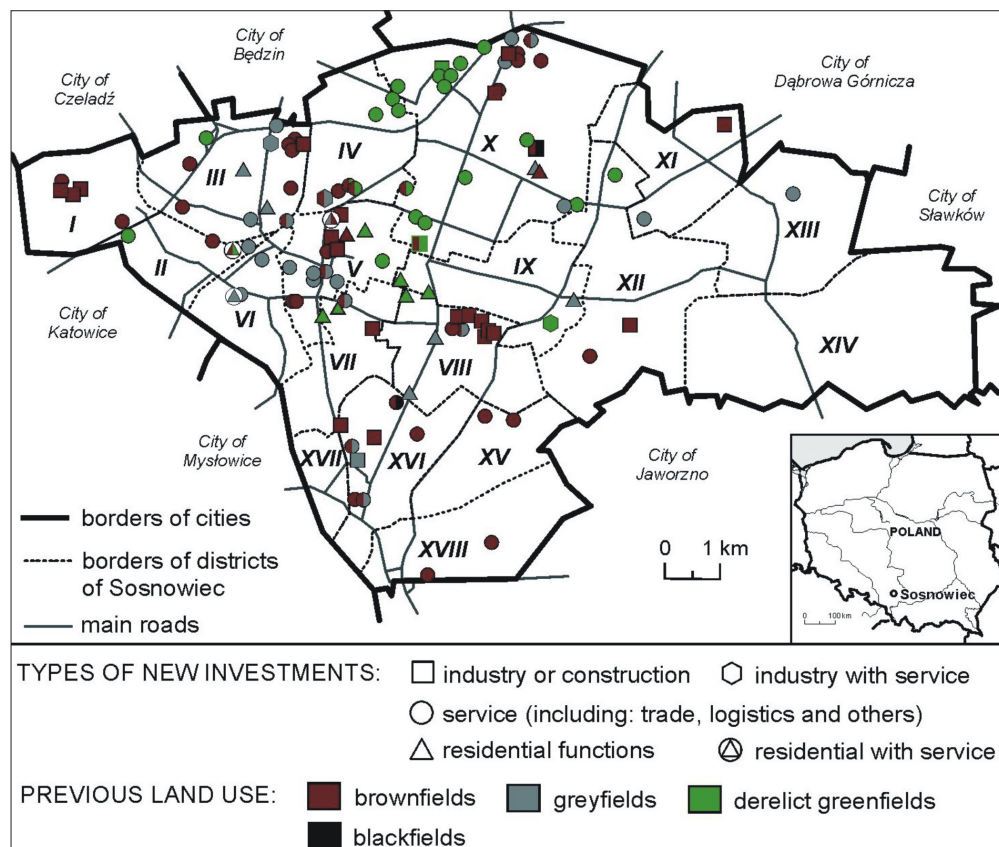 City of
Będzin
City of
Czeladź
City of
Dąbrowa Górnicza
IV
X
III
XI
I
City of
Sławków
XIII
II
V
IX
XII
City of
Katowice
VI
XIV
VII
VIII
City of
Mysłowice
XVII
XVI
XV
City of
Jaworzno
XVIII
0 1 km
borders of cities
borders of districts
of Sosnowiec
main roads
POLAND
Sosnowiec
0 100 km
TYPES OF NEW INVESTMENTS:
industry or construction
industry with service
service (including: trade, logistics and others)
residential functions
residential with service
PREVIOUS LAND USE:
brownfields
greyfields
derelict greenfields
blackfields